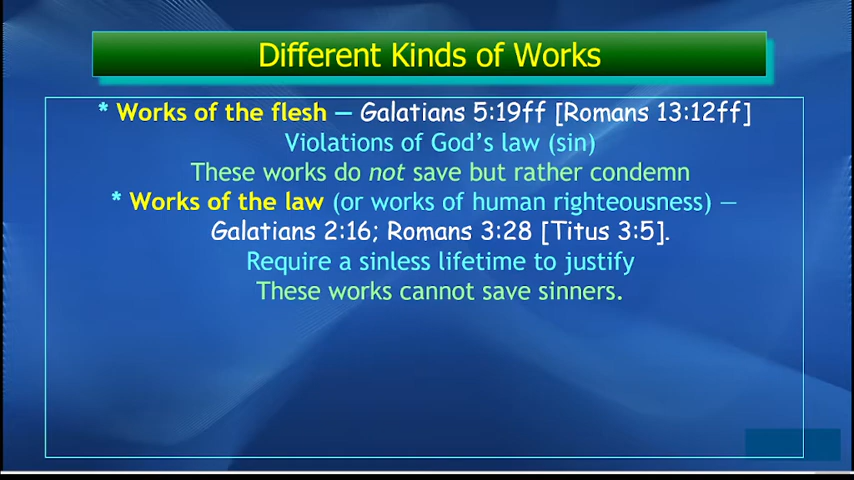 Different Kinds of Works
* Works of the flesh — Galatians 5:19ff [Romans 13:12ff]
Violations of God's law (sin)
These works do not save but rather condemn
* Works of the law (or works of human righteousness) —
Galatians 2:16; Romans 3:28 [Titus 3:5].
Require a sinless lifetime to justify
These works cannot save sinners.